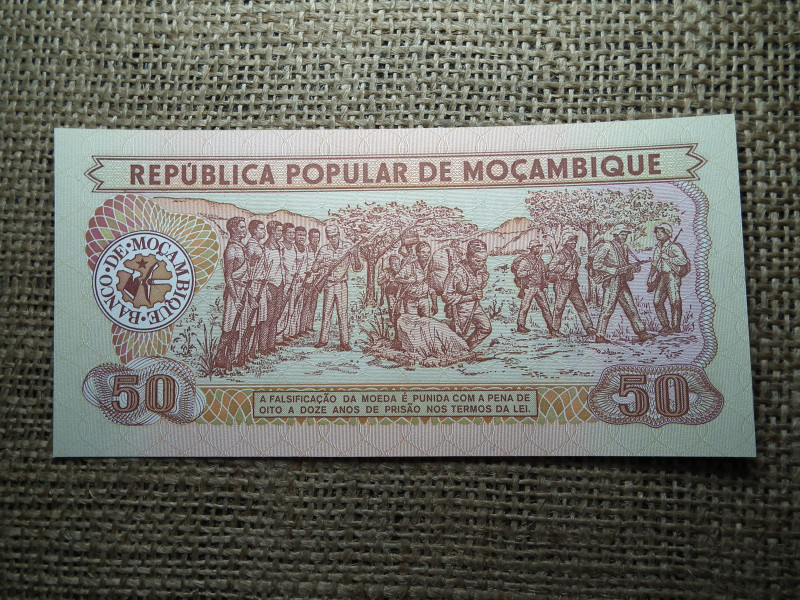 REPÚBLICA POPULAR DE MOÇAMBIQUE
BANCO·DE·MOÇAMBIQUE·
50
A FALSIFICAÇÃO DA MOEDA É PUNIDA COM A PENA DE
OITO A DOZE ANOS DE PRISÃO NOS TERMOS DA LEI.
50